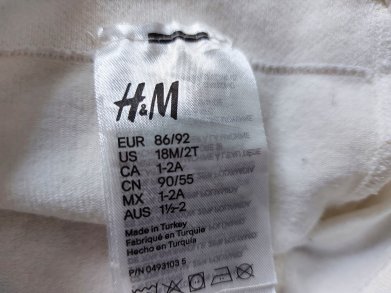 H&M
EUR 86/92
US 18M/2T
CA 1-2A
CN 90/55
MX 1-2A
AUS 1½-2
Made in Turkey
Fabriqué en Turquie
Hecho en Turquía
P/N 0493103 5